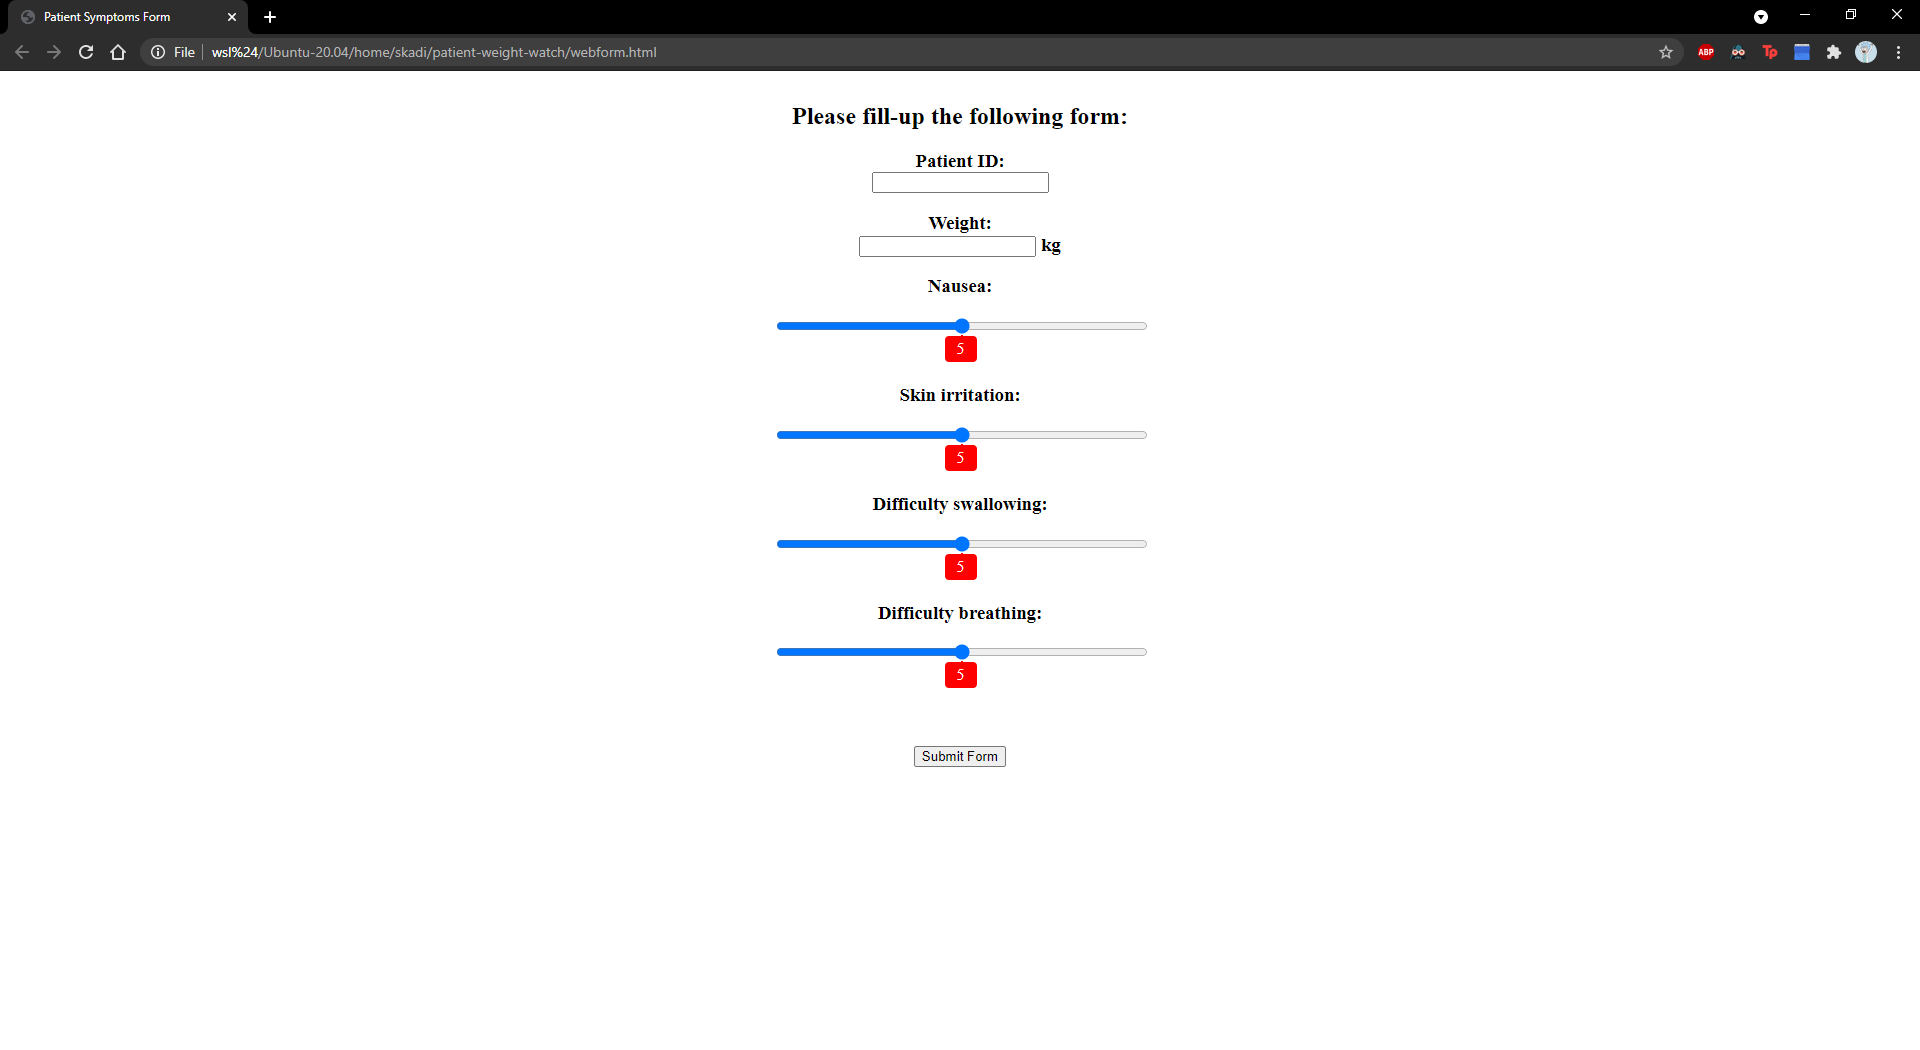 Patient Symptoms Form
File wsl%24/Ubuntu-20.04/home/skadi/patient-weight-watch/webform.html
ABP
Tp
Please fill-up the following form:
Patient ID:
Weight:
kg
Nausea:
5
Skin irritation:
5
Difficulty swallowing:
5
Difficulty breathing:
5
Submit Form